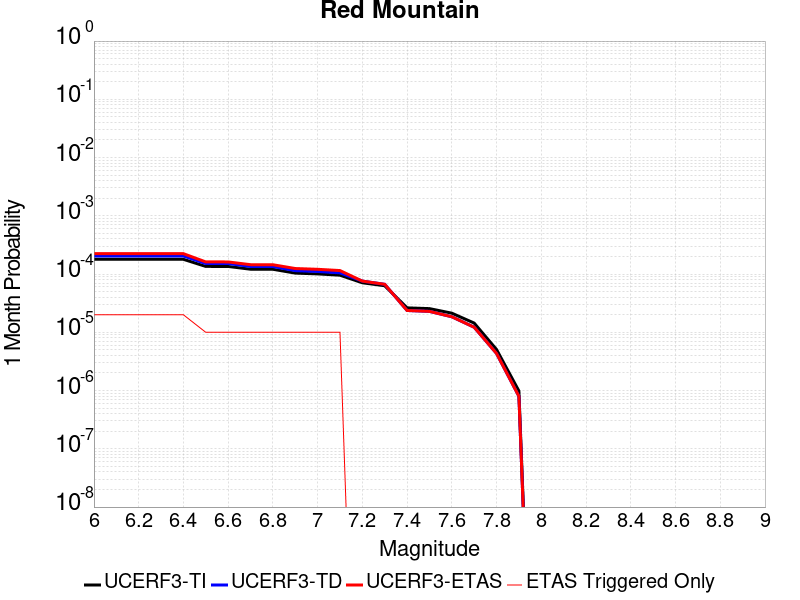 Red Mountain
1 Month Probability
10^0
10^-1
10^-2
10^-3
10^-4
10^-5
10^-6
10^-7
10^-8
6 6.2 6.4 6.6 6.8 7 7.2 7.4 7.6 7.8 8 8.2 8.4 8.6 8.8 9
Magnitude
UCERF3-TI UCERF3-TD UCERF3-ETAS ETAS Triggered Only